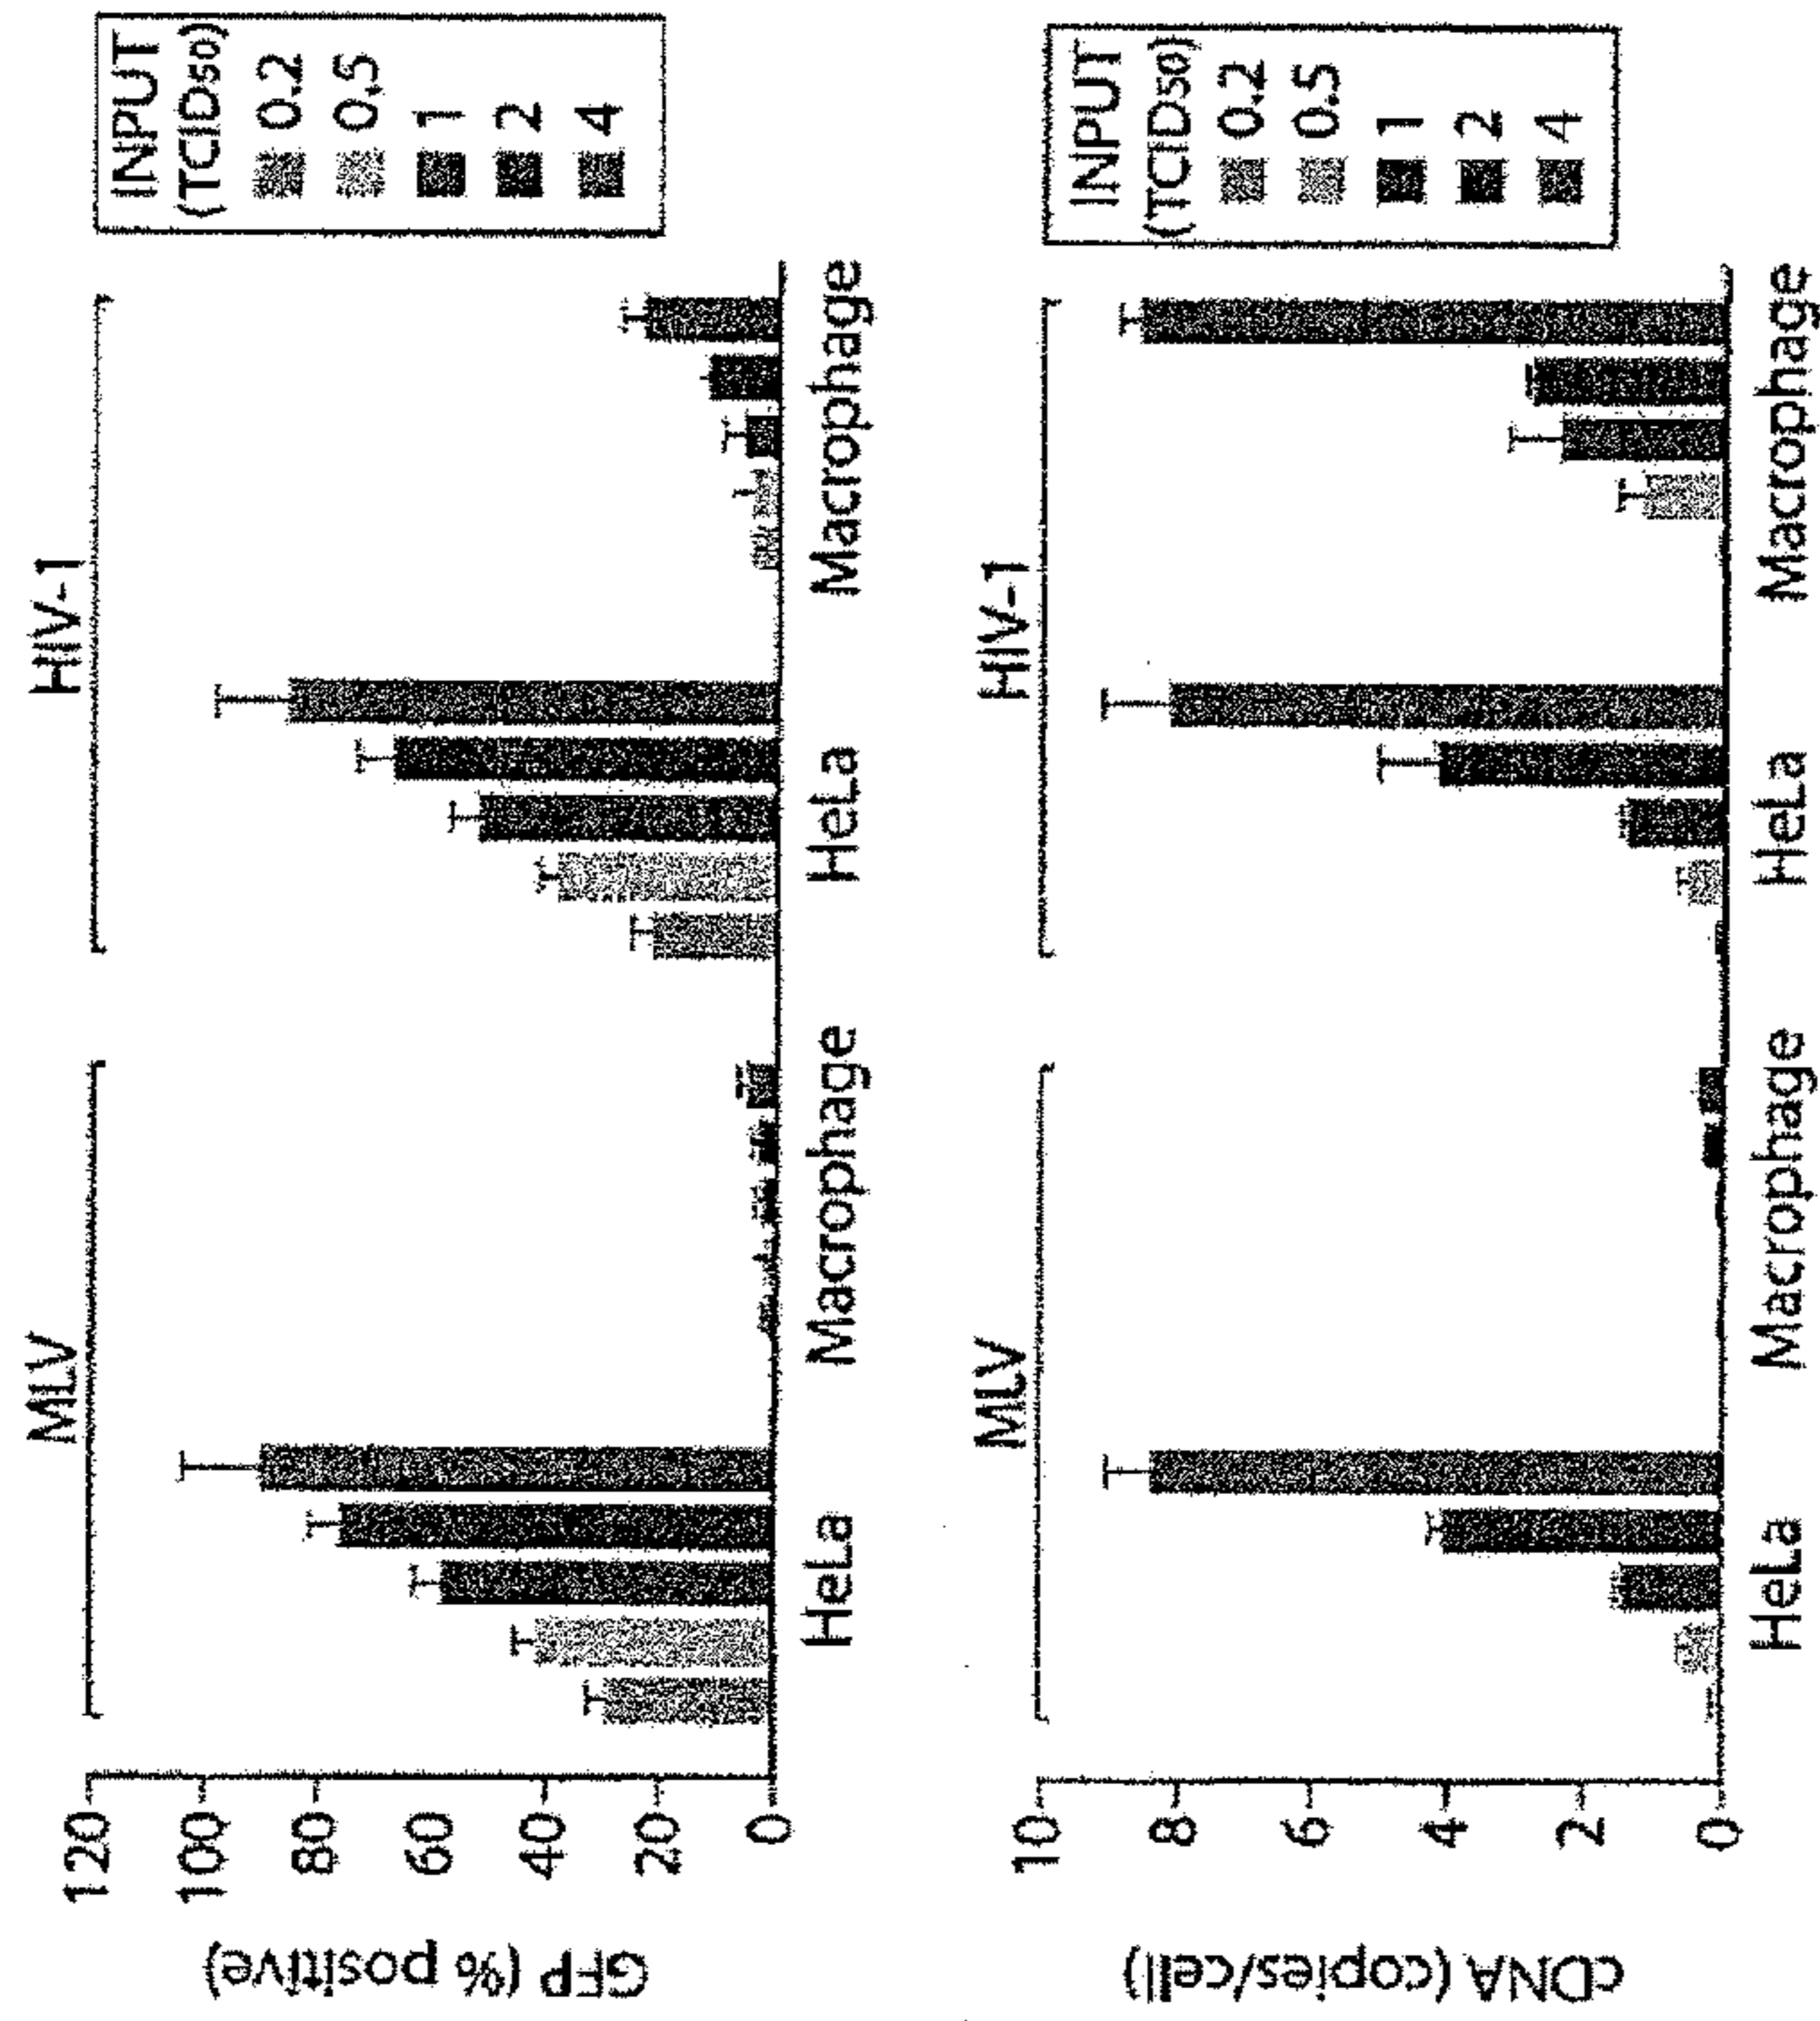 MLV
HIV-1
GFP (% positive)
120
100
80
60
40
20
0
HeLa
Macrophage
HeLa
Macrophage
INPUT
(TCID50)
0.2
0.5
1
2
4
MLV
HIV-1
cDNA (copies/cell)
10
8
6
4
2
0
HeLa
Macrophage
HeLa
Macrophage
INPUT
(TCID50)
0.2
0.5
1
2
4